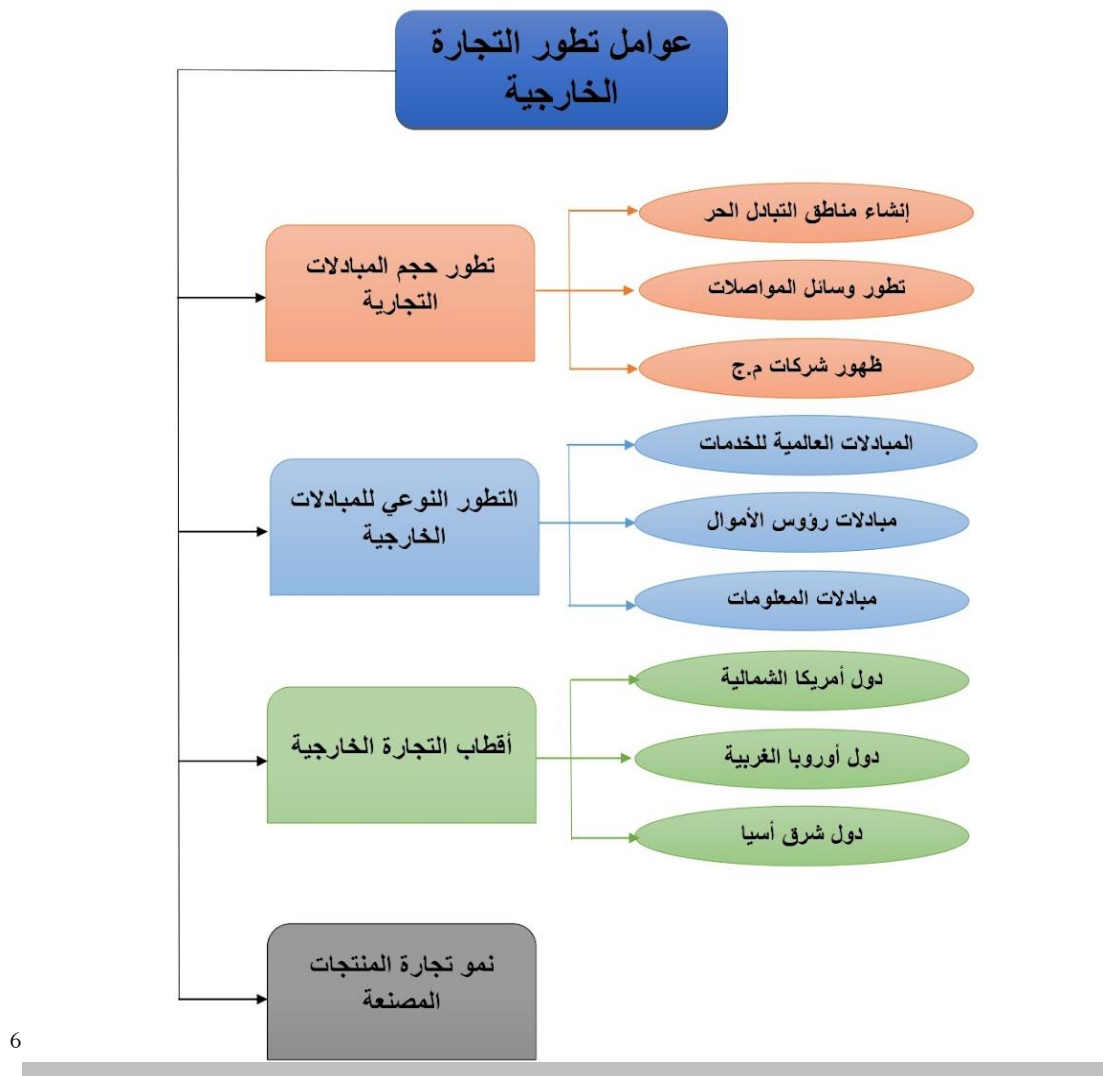 عوامل تطور التجارة
الخارجية
تطور حجم المبادلات
التجارية
إنشاء مناطق التبادل الحر
تطور وسائل المواصلات
ظهور شركات م.ج
التطور النوعي للمبادلات
الخارجية
المبادلات العالمية للخدمات
مبادلات رؤوس الأموال
مبادلات المعلومات
أقطاب التجارة الخارجية
دول أمريكا الشمالية
دول أوروبا الغربية
دول شرق أسيا
نمو تجارة المنتجات
المصنعة
6